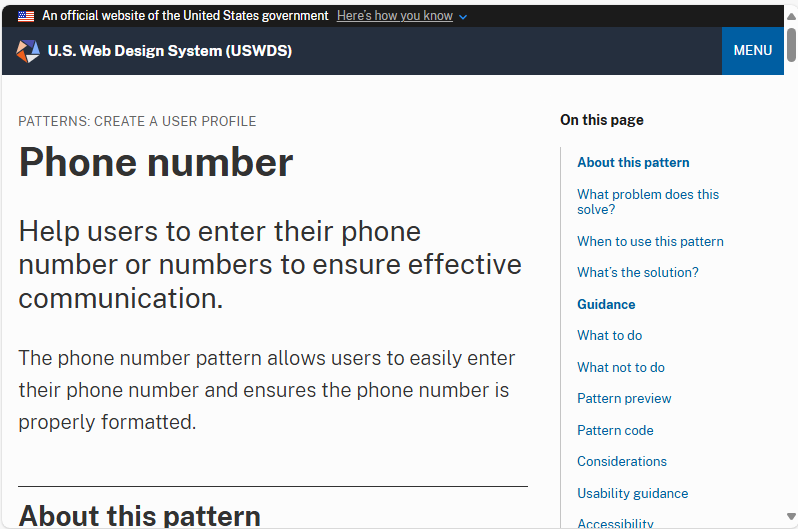 An official website of the United States government Here's how you know
U.S. Web Design System (USWDS)
MENU
PATTERNS: CREATE A USER PROFILE
Phone number
Help users to enter their phone
number or numbers to ensure effective
communication.
The phone number pattern allows users to easily enter
their phone number and ensures the phone number is
properly formatted.
About this pattern
On this page
About this pattern
What problem does this
solve?
When to use this pattern
What's the solution?
Guidance
What to do
What not to do
Pattern preview
Pattern code
Considerations
Usability guidance
Accessibility